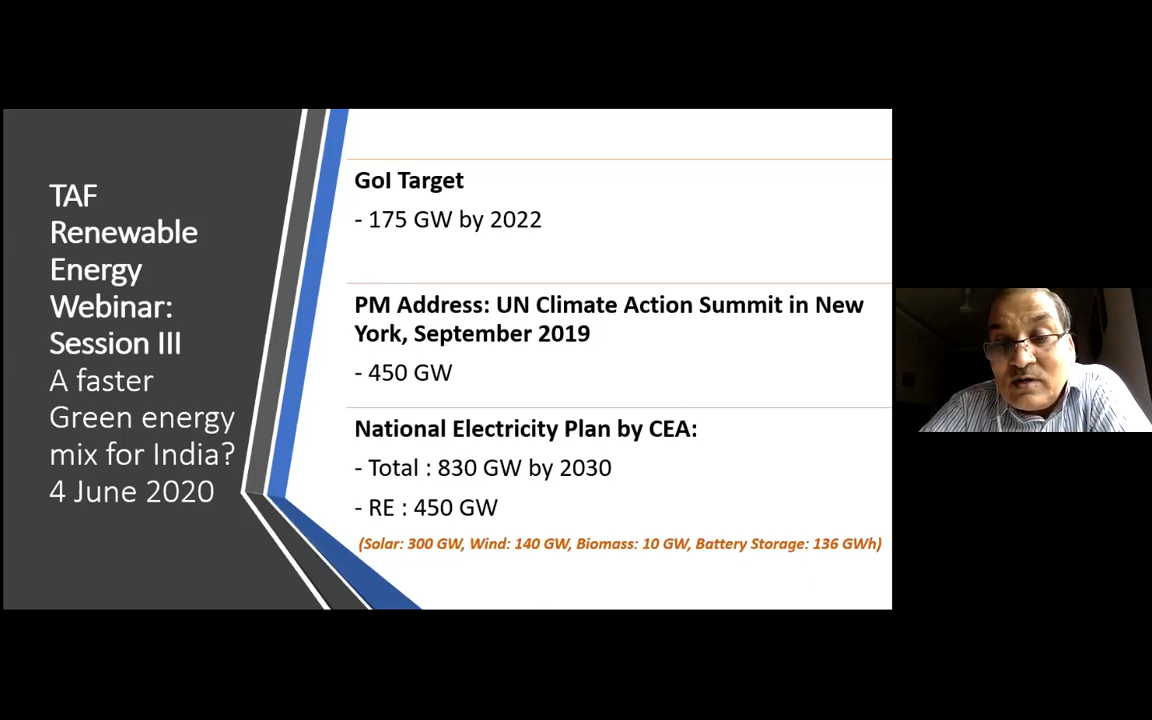 TAF
Renewable
Energy
Webinar:
Session III
A faster
Green energy
mix for India?
4 June 2020
GoI Target
- 175 GW by 2022
PM Address: UN Climate Action Summit in New
York, September 2019
- 450 GW
National Electricity Plan by CEA:
- Total : 830 GW by 2030
- RE : 450 GW
(Solar: 300 GW, Wind: 140 GW, Biomass: 10 GW, Battery Storage: 136 GWh)